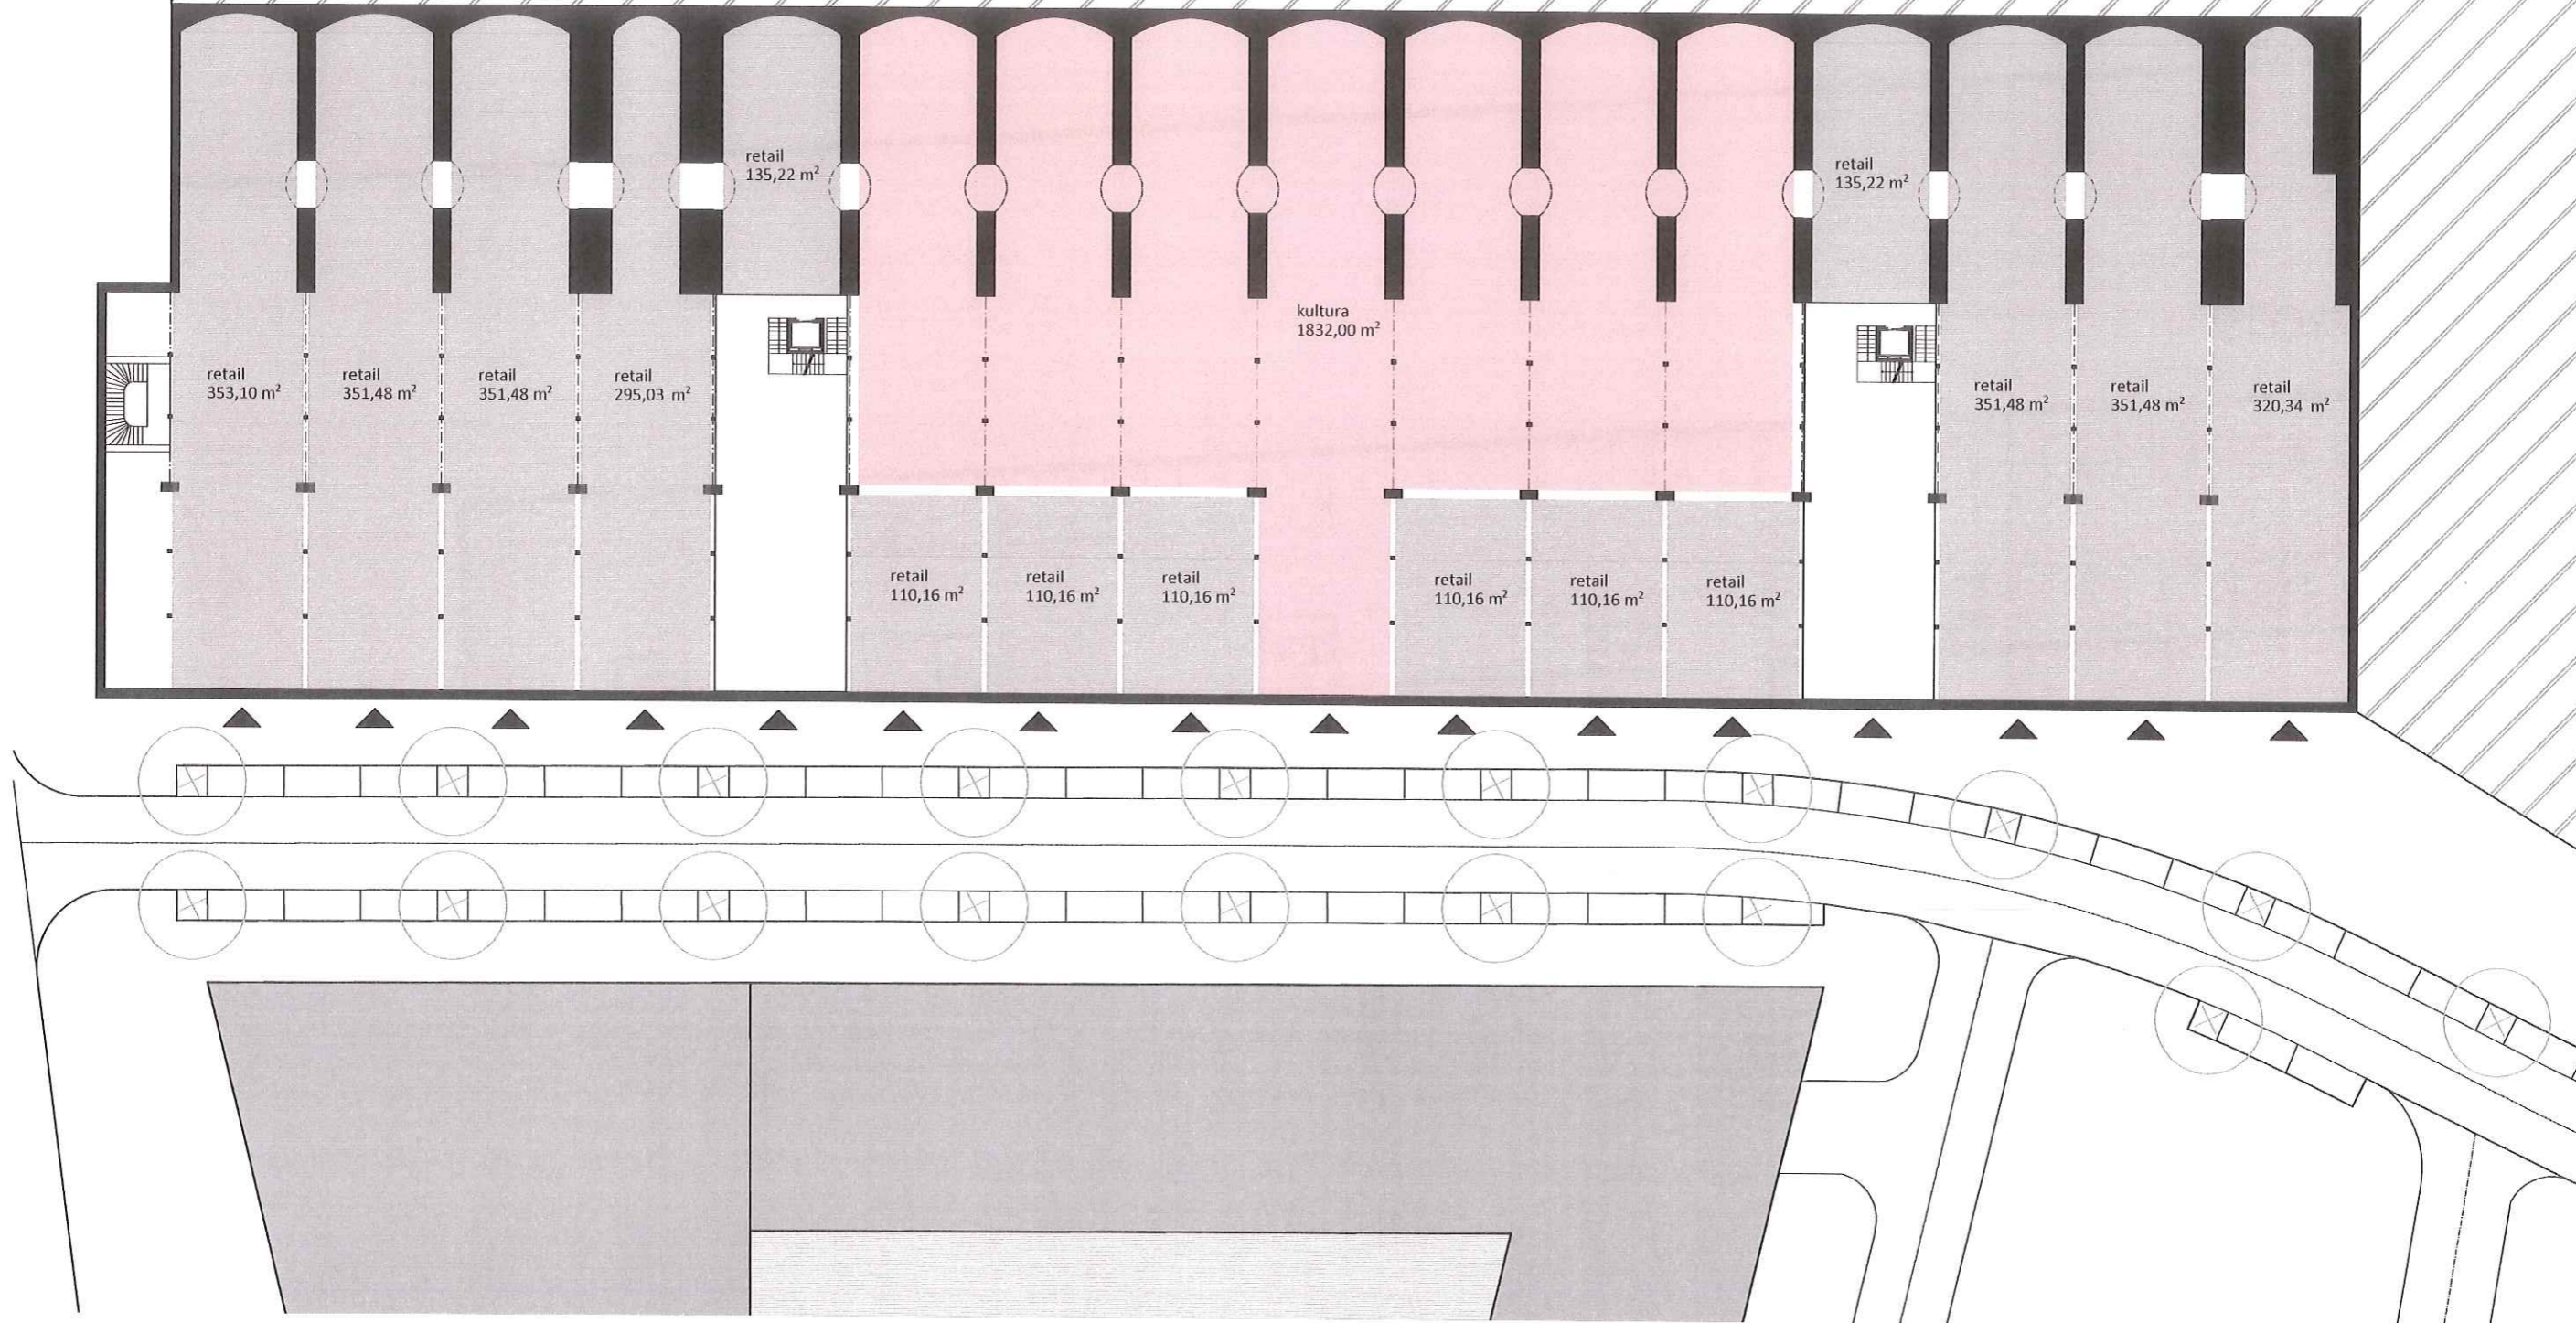 retail
135,22 m²
retail
135,22 m²
kultura
1832,00 m²
retail
353,10 m²
retail
351,48 m²
retail
351,48 m²
retail
295,03 m²
retail
351,48 m²
retail
351,48 m²
retail
320,34 m²
retail
110,16 m²
retail
110,16 m²
retail
110,16 m²
retail
110,16 m²
retail
110,16 m²
retail
110,16 m²